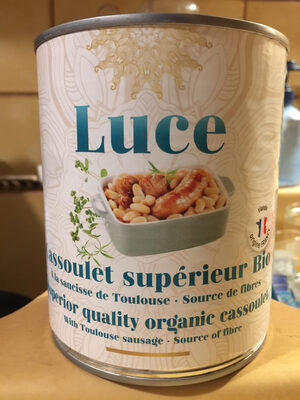 Luce
assoulet supérieur Bio
à la saucisse de Toulouse · Source de fibres
perior quality organic cassoulet
With Toulouse sausage · Source of fibre